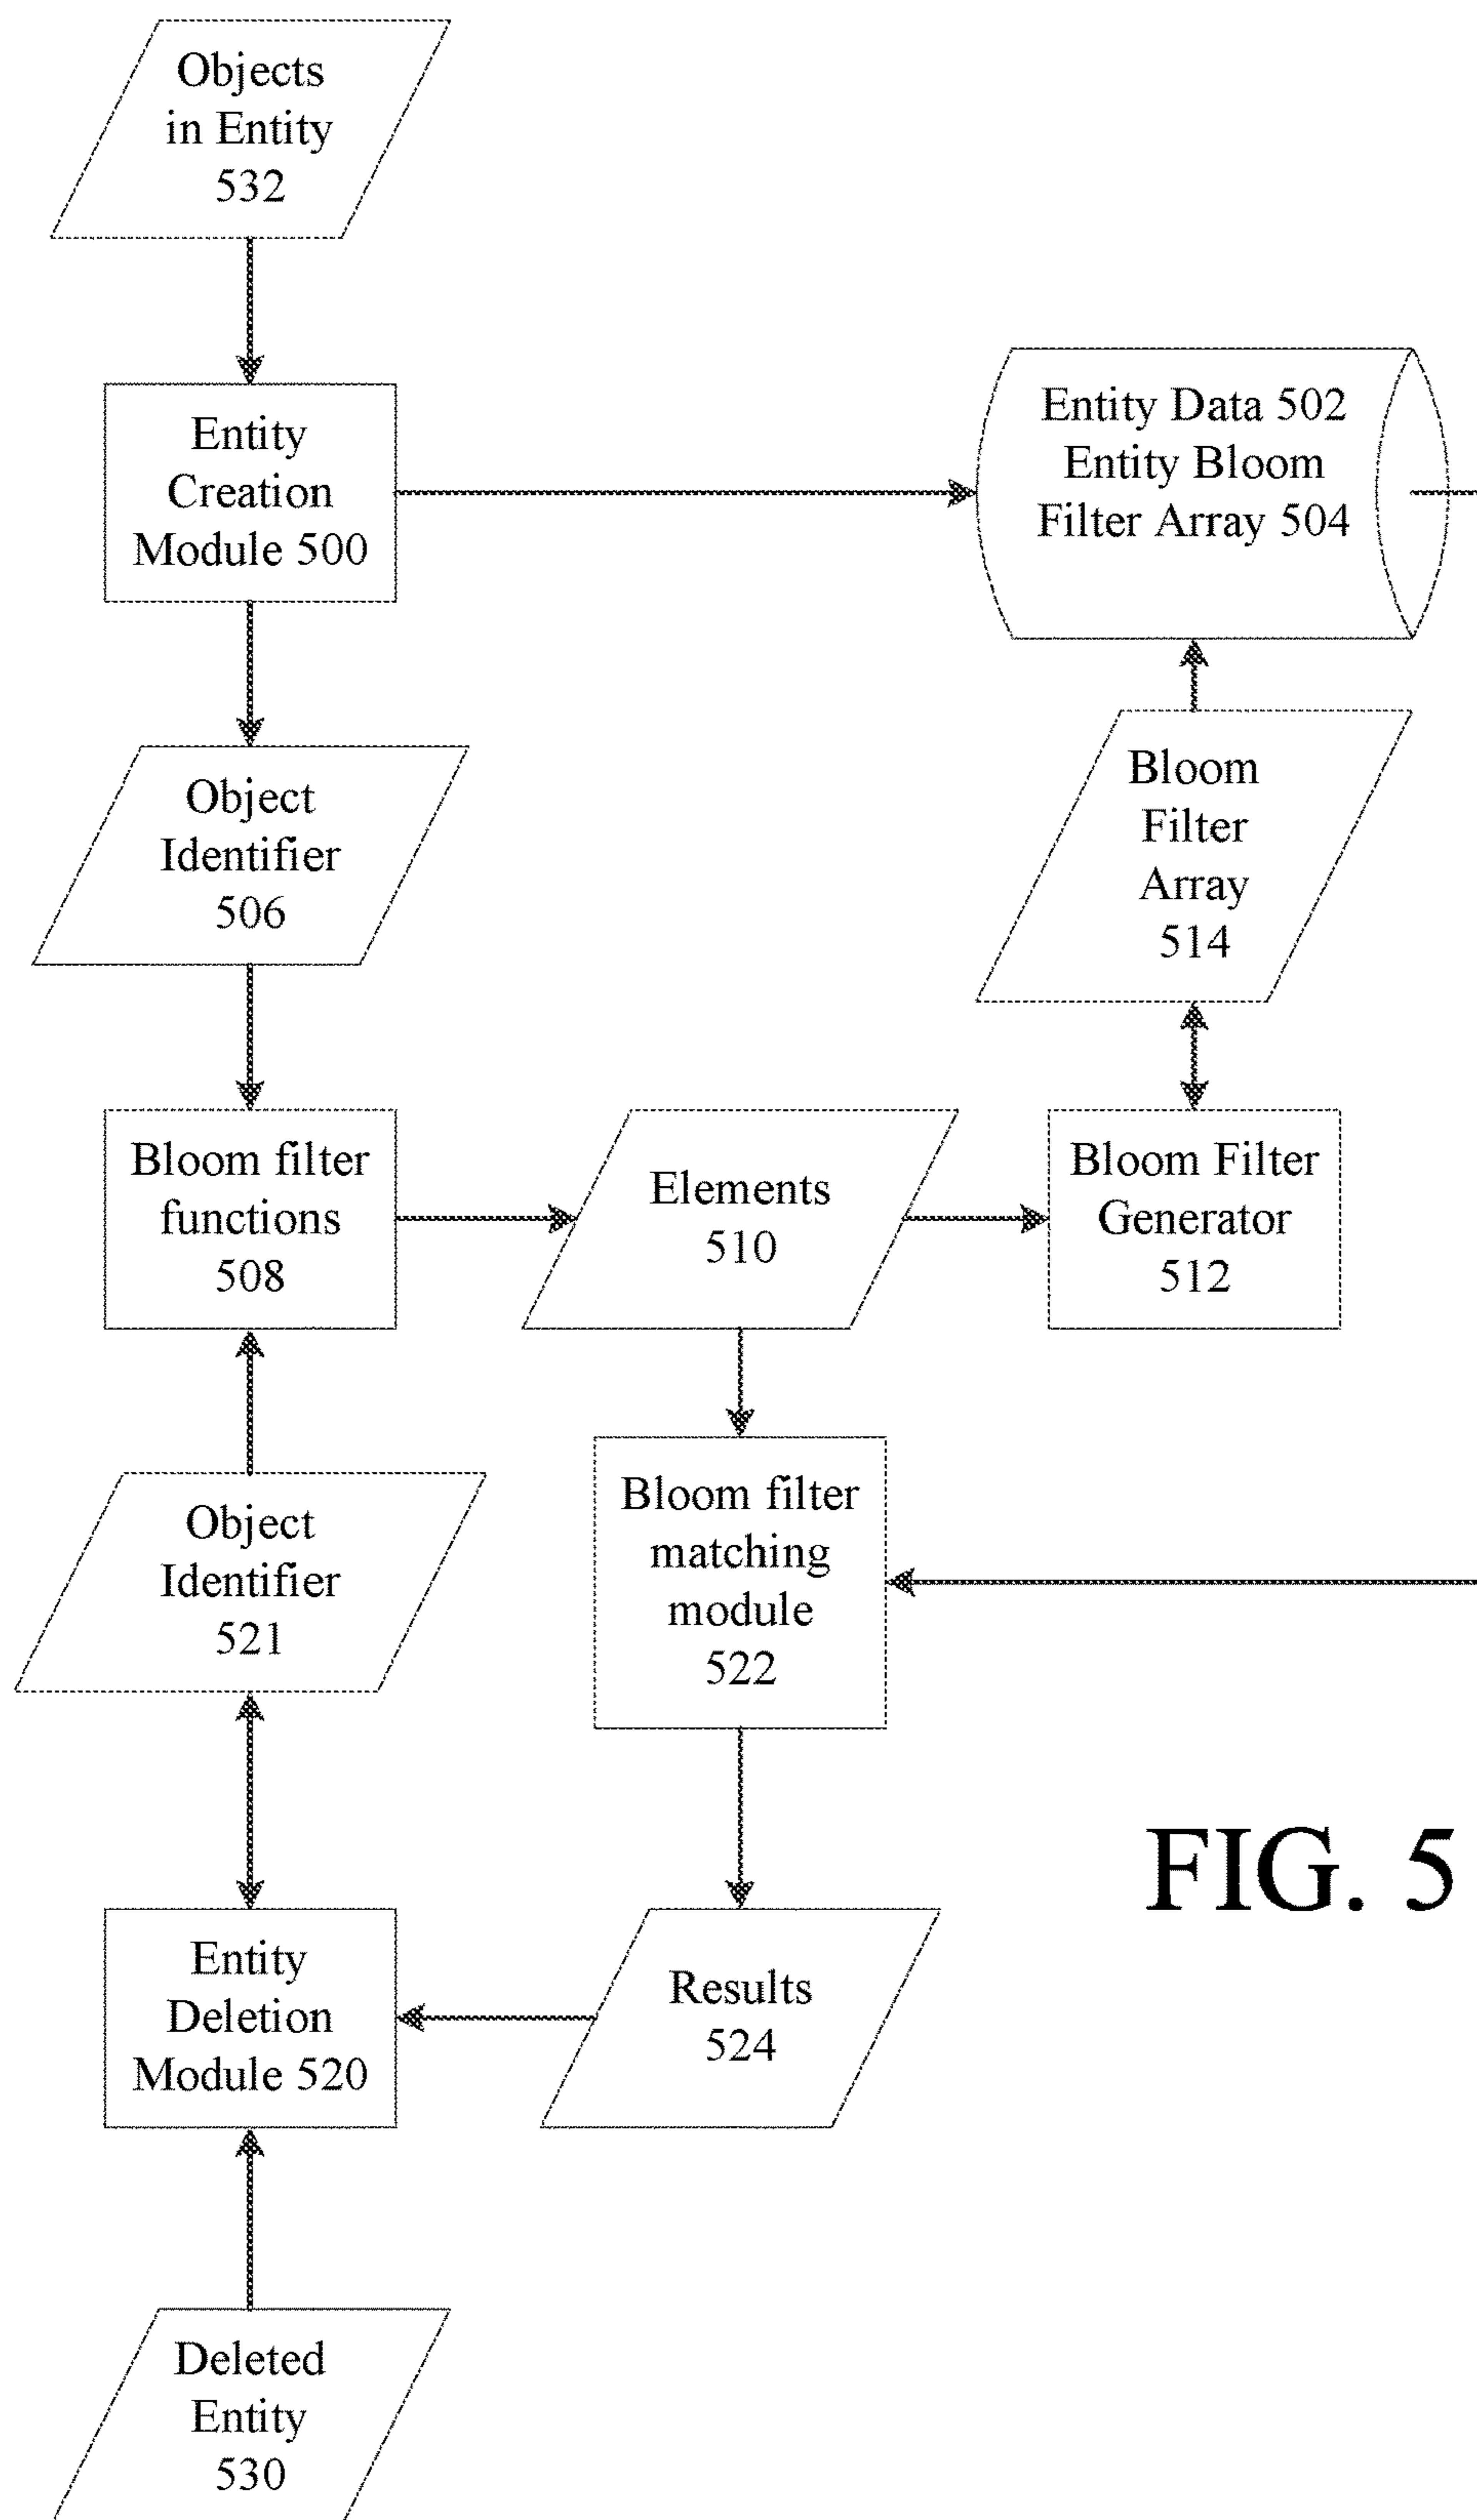 Objects
in Entity
532
Entity
Creation
Module 500
Entity Data 502
Entity Bloom
Filter Array 504
Object
Identifier
506
Bloom
Filter
Array
514
Bloom filter
functions
508
Elements
510
Bloom Filter
Generator
512
Object
Identifier
521
Bloom filter
matching
module
522
FIG. 5
Entity
Deletion
Module 520
Results
524
Deleted
Entity
530